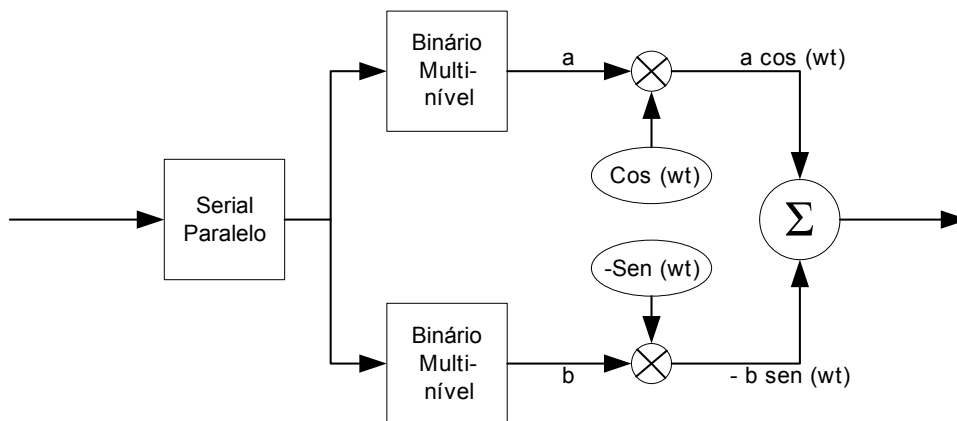 Binário
Multi-
nível
a
a cos (wt)
Cos (wt)
Serial
Paralelo
Σ
-Sen (wt)
Binário
Multi-
nível
b
- b sen (wt)